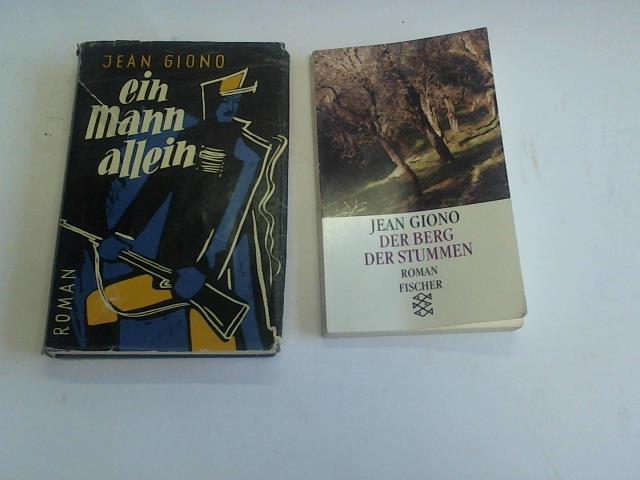 JEAN GIONO
ein
Mann
allein
ROMAN
JEAN GIONO
DER BERG
DER STUMMEN
ROMAN
FISCHER